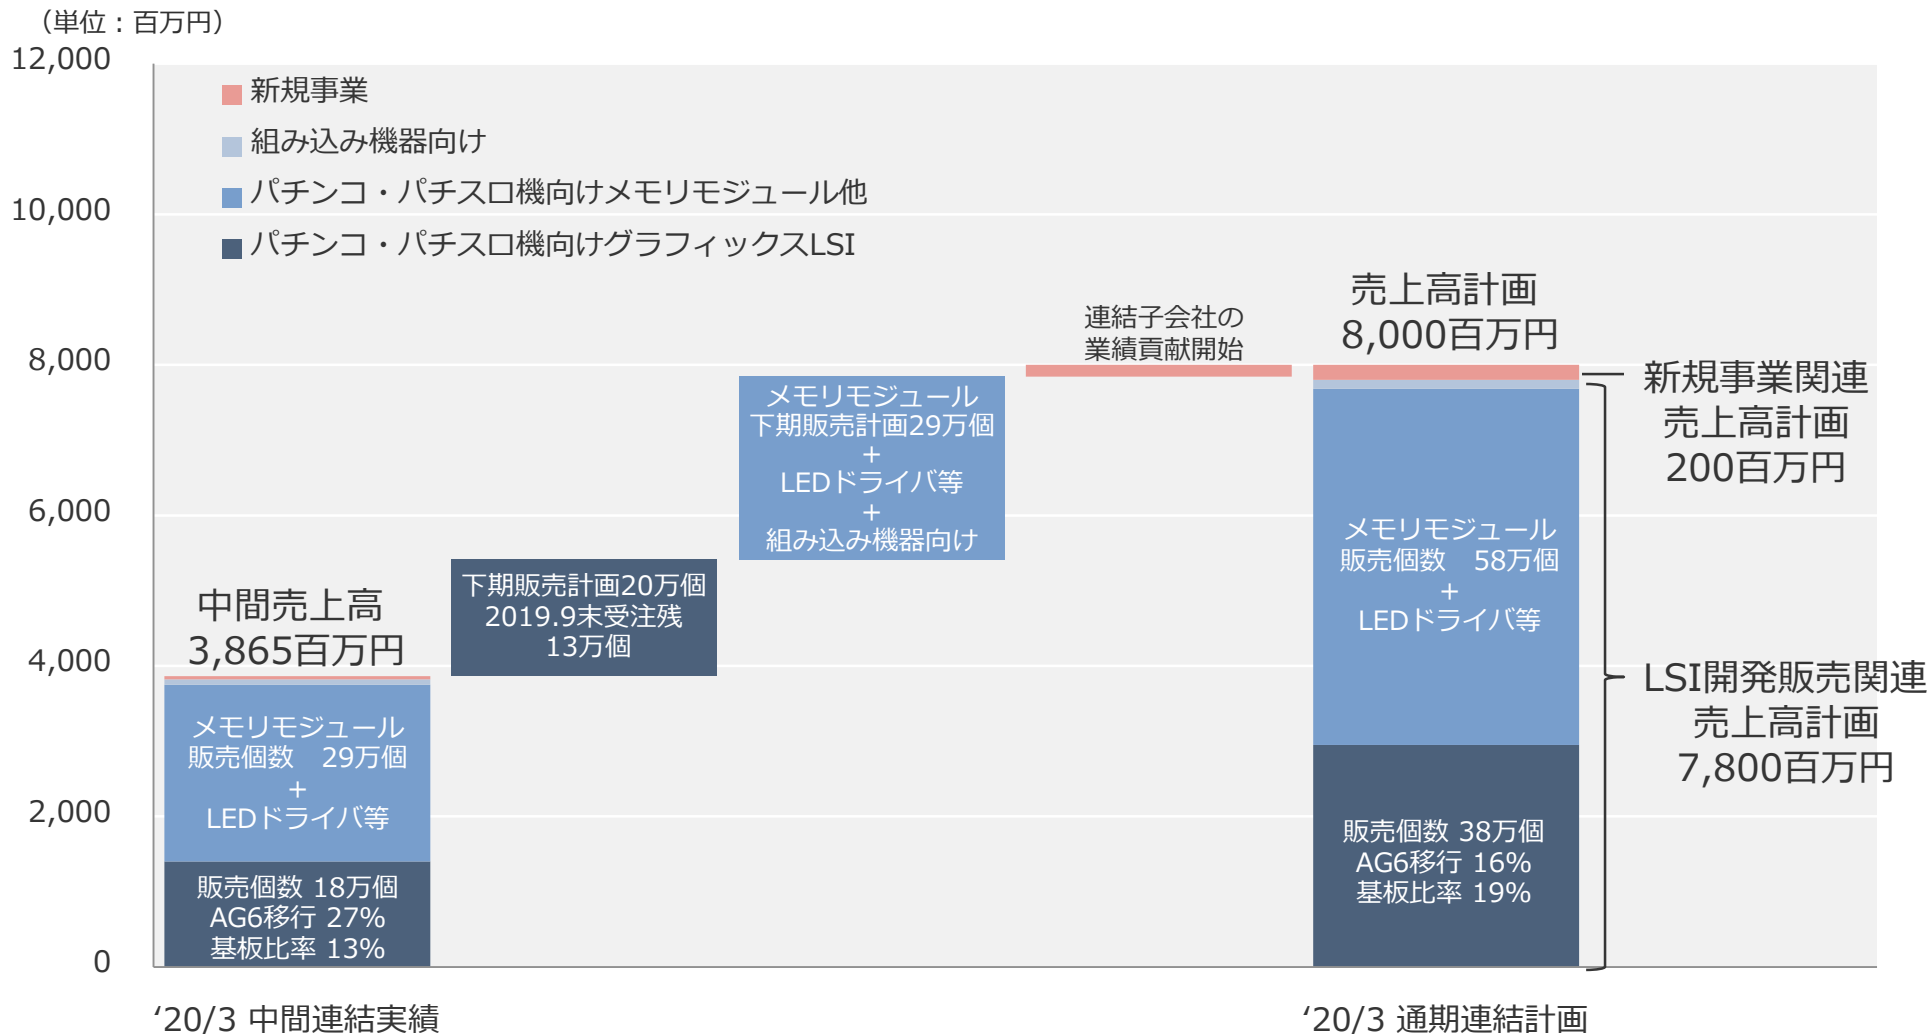 （単位：百万円）
12,000
10,000
8,000
6,000
4,000
2,000
0
新規事業
組み込み機器向け
パチンコ・パチスロ機向けメモリモジュール他
パチンコ・パチスロ機向けグラフィックスLSI
中間売上高
3,865百万円
メモリモジュール
販売個数　29万個
+
LEDドライバ等
販売個数 18万個
AG6移行 27%
基板比率 13%
下期販売計画20万個
2019.9末受注残
13万個
メモリモジュール
下期販売計画29万個
+
LEDドライバ等
+
組み込み機器向け
連結子会社の
業績貢献開始
売上高計画
8,000百万円
メモリモジュール
販売個数　58万個
+
LEDドライバ等
販売個数 38万個
AG6移行 16%
基板比率 19%
新規事業関連
売上高計画
200百万円
LSI開発販売関連
売上高計画
7,800百万円
‘20/3 中間連結実績
‘20/3 通期連結計画